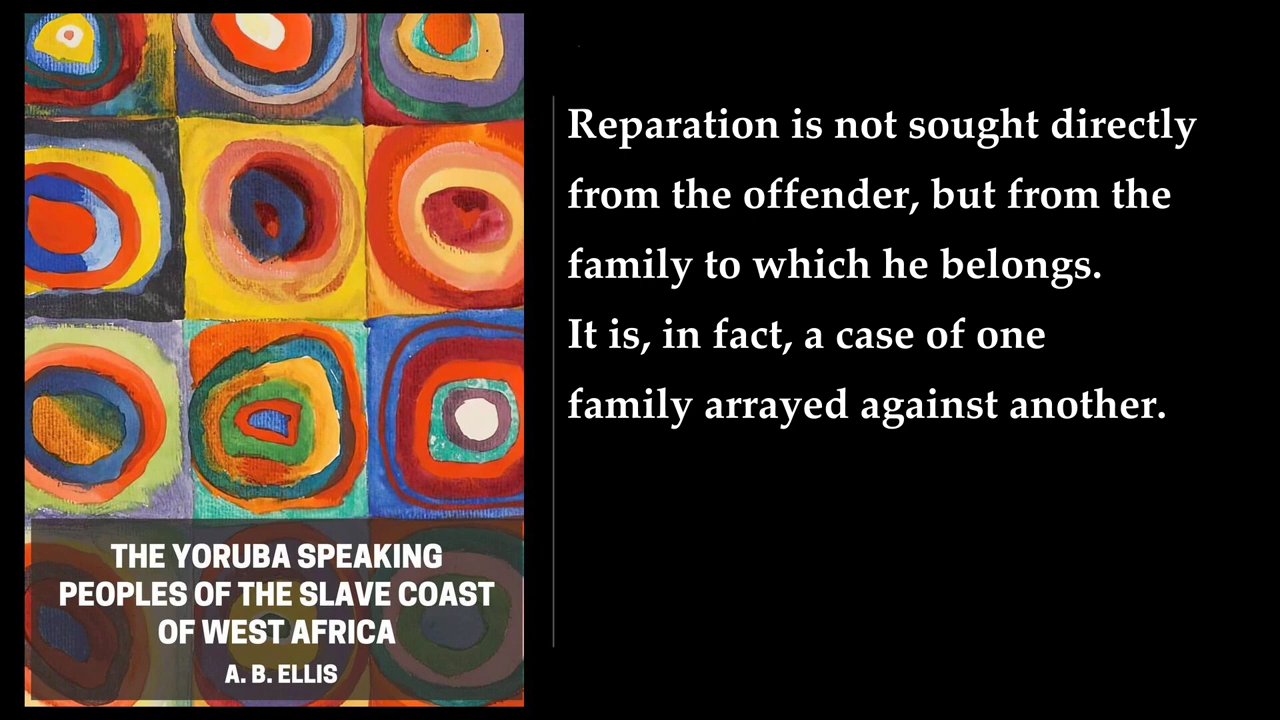 THE YORUBA SPEAKING
PEOPLES OF THE SLAVE COAST
OF WEST AFRICA
A. B. ELLIS
Reparation is not sought directly
from the offender, but from the
family to which he belongs.
It is, in fact, a case of one
family arrayed against another.